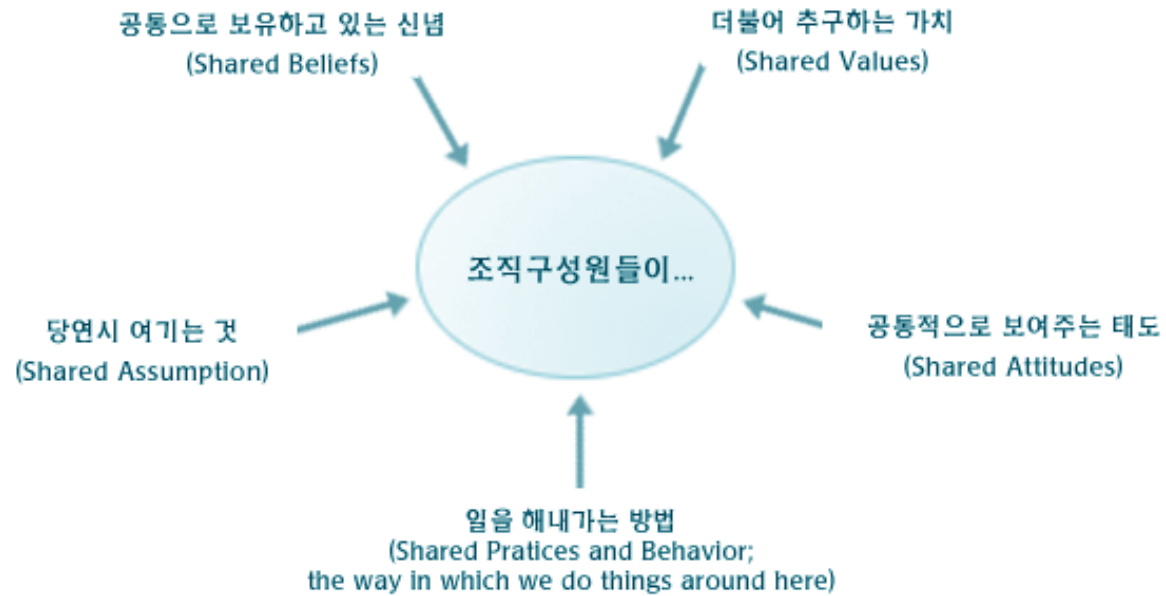 공통으로 보유하고 있는 신념
(Shared Beliefs)
더불어 추구하는 가치
(Shared Values)
조직구성원들이...
당연시 여기는 것
(Shared Assumption)
공통적으로 보여주는 태도
(Shared Attitudes)
일을 해내가는 방법
(Shared Pratices and Behavior;
the way in which we do things around here)